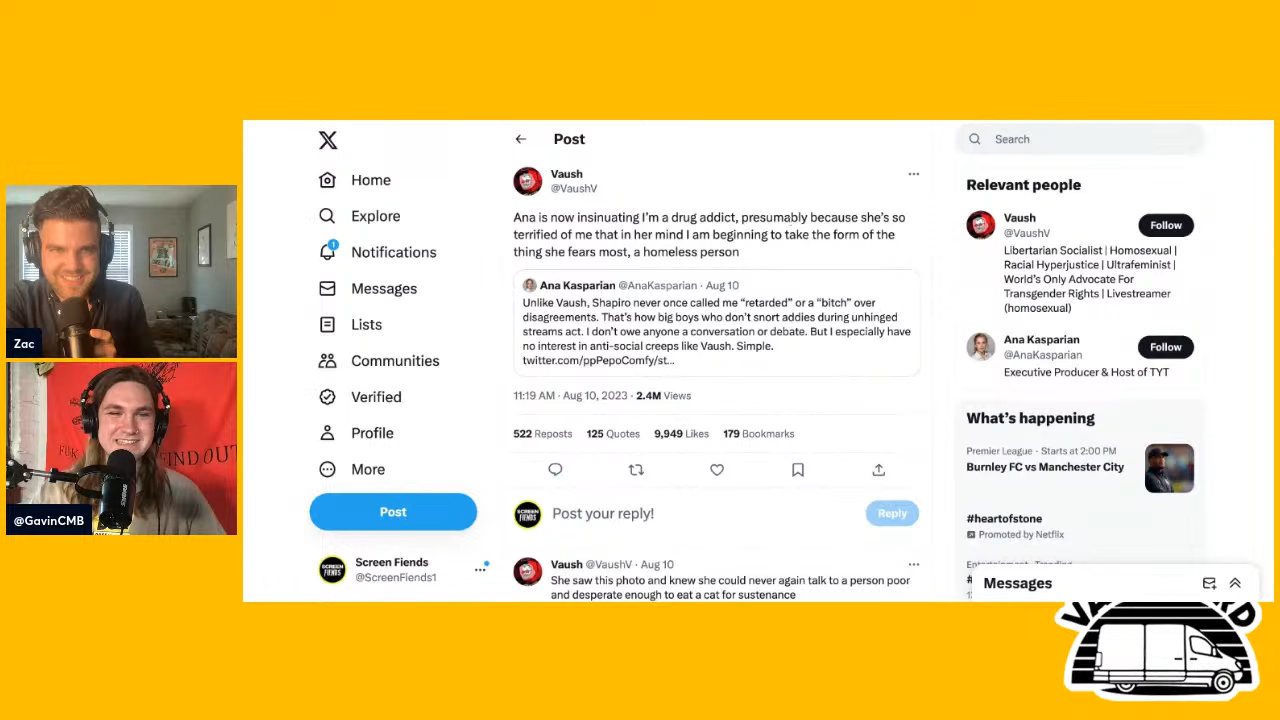 Zac
FUK
FIND OUT
@GavinCMB
X
Home
Explore
1
Notifications
Messages
Lists
Communities
Verified
Profile
More
Post
Screen Fiends
@ScreenFiends1
...
← Post
Vaush
@VaushV
Ana is now insinuating I'm a drug addict, presumably because she's so
terrified of me that in her mind I am beginning to take the form of the
thing she fears most, a homeless person
Ana Kasparian @AnaKasparian · Aug 10
Unlike Vaush, Shapiro never once called me "retarded" or a "bitch" over
disagreements. That's how big boys who don't snort addies during unhinged
streams act. I don't owe anyone a conversation or debate. But I especially have
no interest in anti-social creeps like Vaush. Simple.
twitter.com/ppPepoComfy/st...
11:19 AM · Aug 10, 2023 · 2.4M Views
522 Reposts 125 Quotes 9,949 Likes 179 Bookmarks
SCREEN
FIENDS
Post your reply!
Reply
Vaush @VaushV · Aug 10
She saw this photo and knew she could never again talk to a person poor
and desperate enough to eat a cat for sustenance
Search
Relevant people
Vaush
@VaushV
Follow
Libertarian Socialist | Homosexual |
Racial Hyperjustice | Ultrafeminist |
World's Only Advocate For
Transgender Rights | Livestreamer
(homosexual)
Ana Kasparian
@AnaKasparian
Follow
Executive Producer & Host of TYT
What's happening
Premier League · Starts at 2:00 PM
Burnley FC vs Manchester City
#heartofstone
Promoted by Netflix
Messages